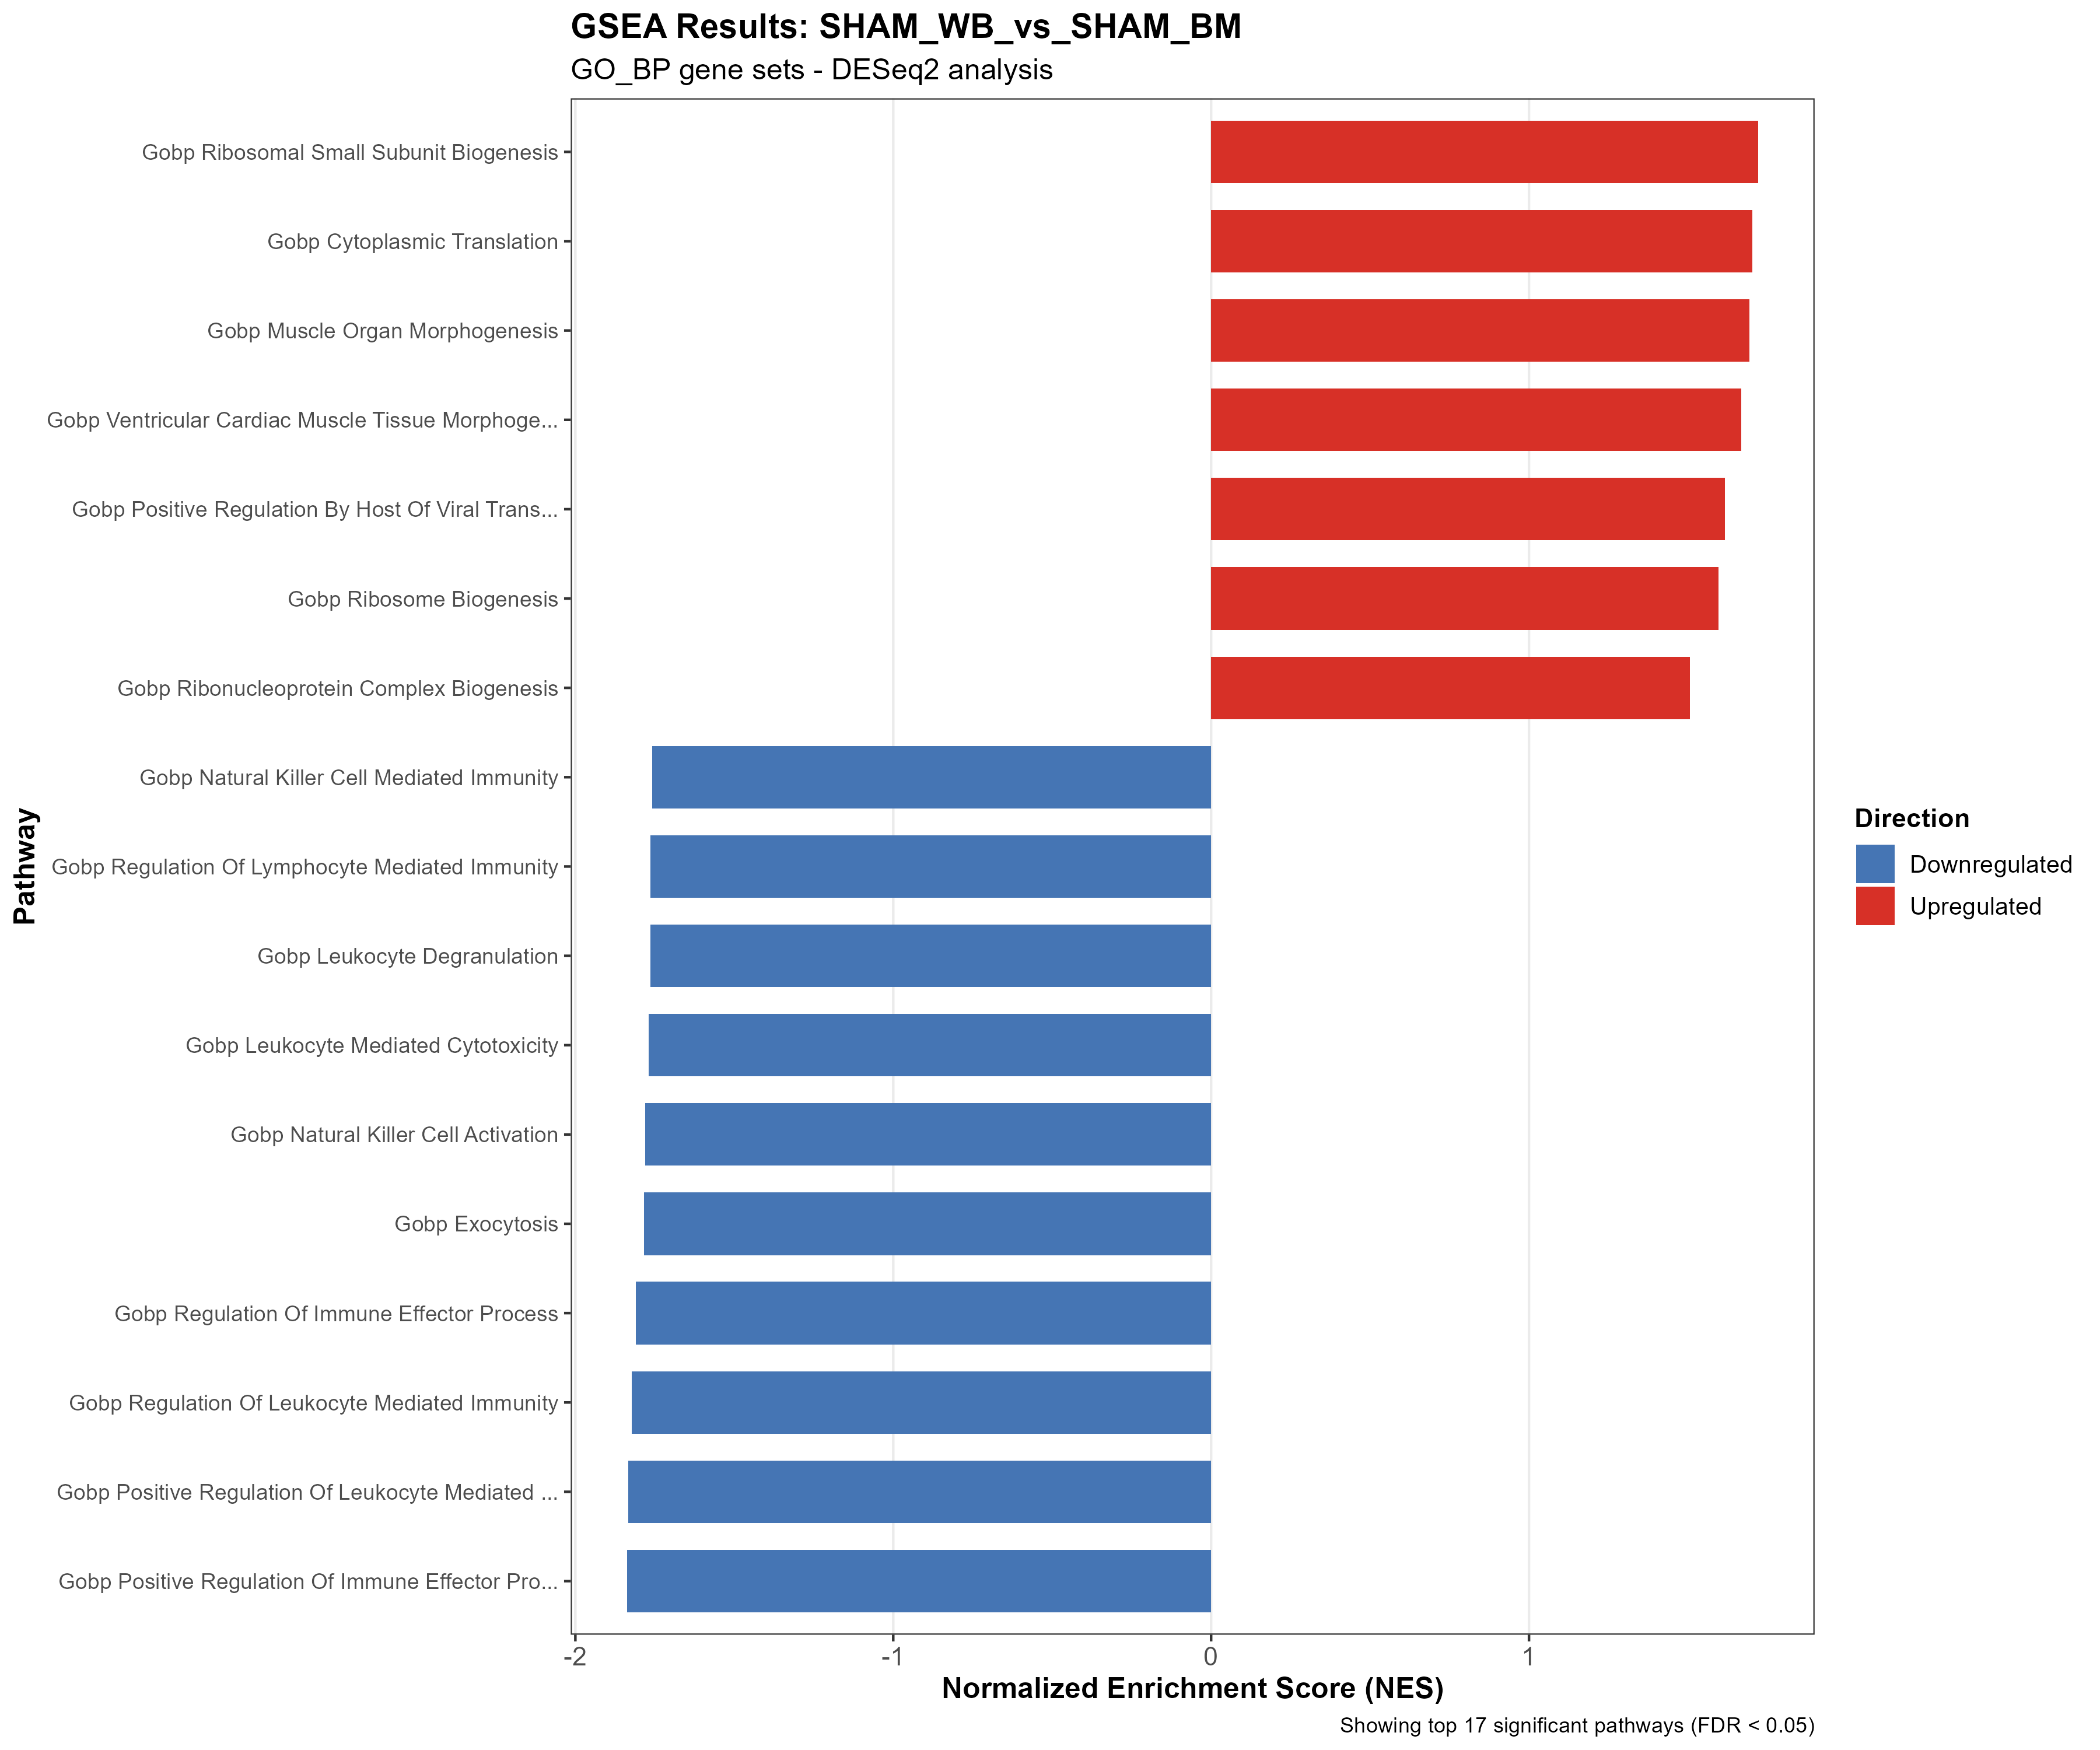 GSEA Results: SHAM_WB_vs_SHAM_BM
GO_BP gene sets - DESeq2 analysis
Pathway
Gobp Ribosomal Small Subunit Biogenesis
Gobp Cytoplasmic Translation
Gobp Muscle Organ Morphogenesis
Gobp Ventricular Cardiac Muscle Tissue Morphoge...
Gobp Positive Regulation By Host Of Viral Trans...
Gobp Ribosome Biogenesis
Gobp Ribonucleoprotein Complex Biogenesis
Gobp Natural Killer Cell Mediated Immunity
Gobp Regulation Of Lymphocyte Mediated Immunity
Gobp Leukocyte Degranulation
Gobp Leukocyte Mediated Cytotoxicity
Gobp Natural Killer Cell Activation
Gobp Exocytosis
Gobp Regulation Of Immune Effector Process
Gobp Regulation Of Leukocyte Mediated Immunity
Gobp Positive Regulation Of Leukocyte Mediated ...
Gobp Positive Regulation Of Immune Effector Pro...
-2 -1 0 1
Normalized Enrichment Score (NES)
Direction
Downregulated
Upregulated
Showing top 17 significant pathways (FDR < 0.05)